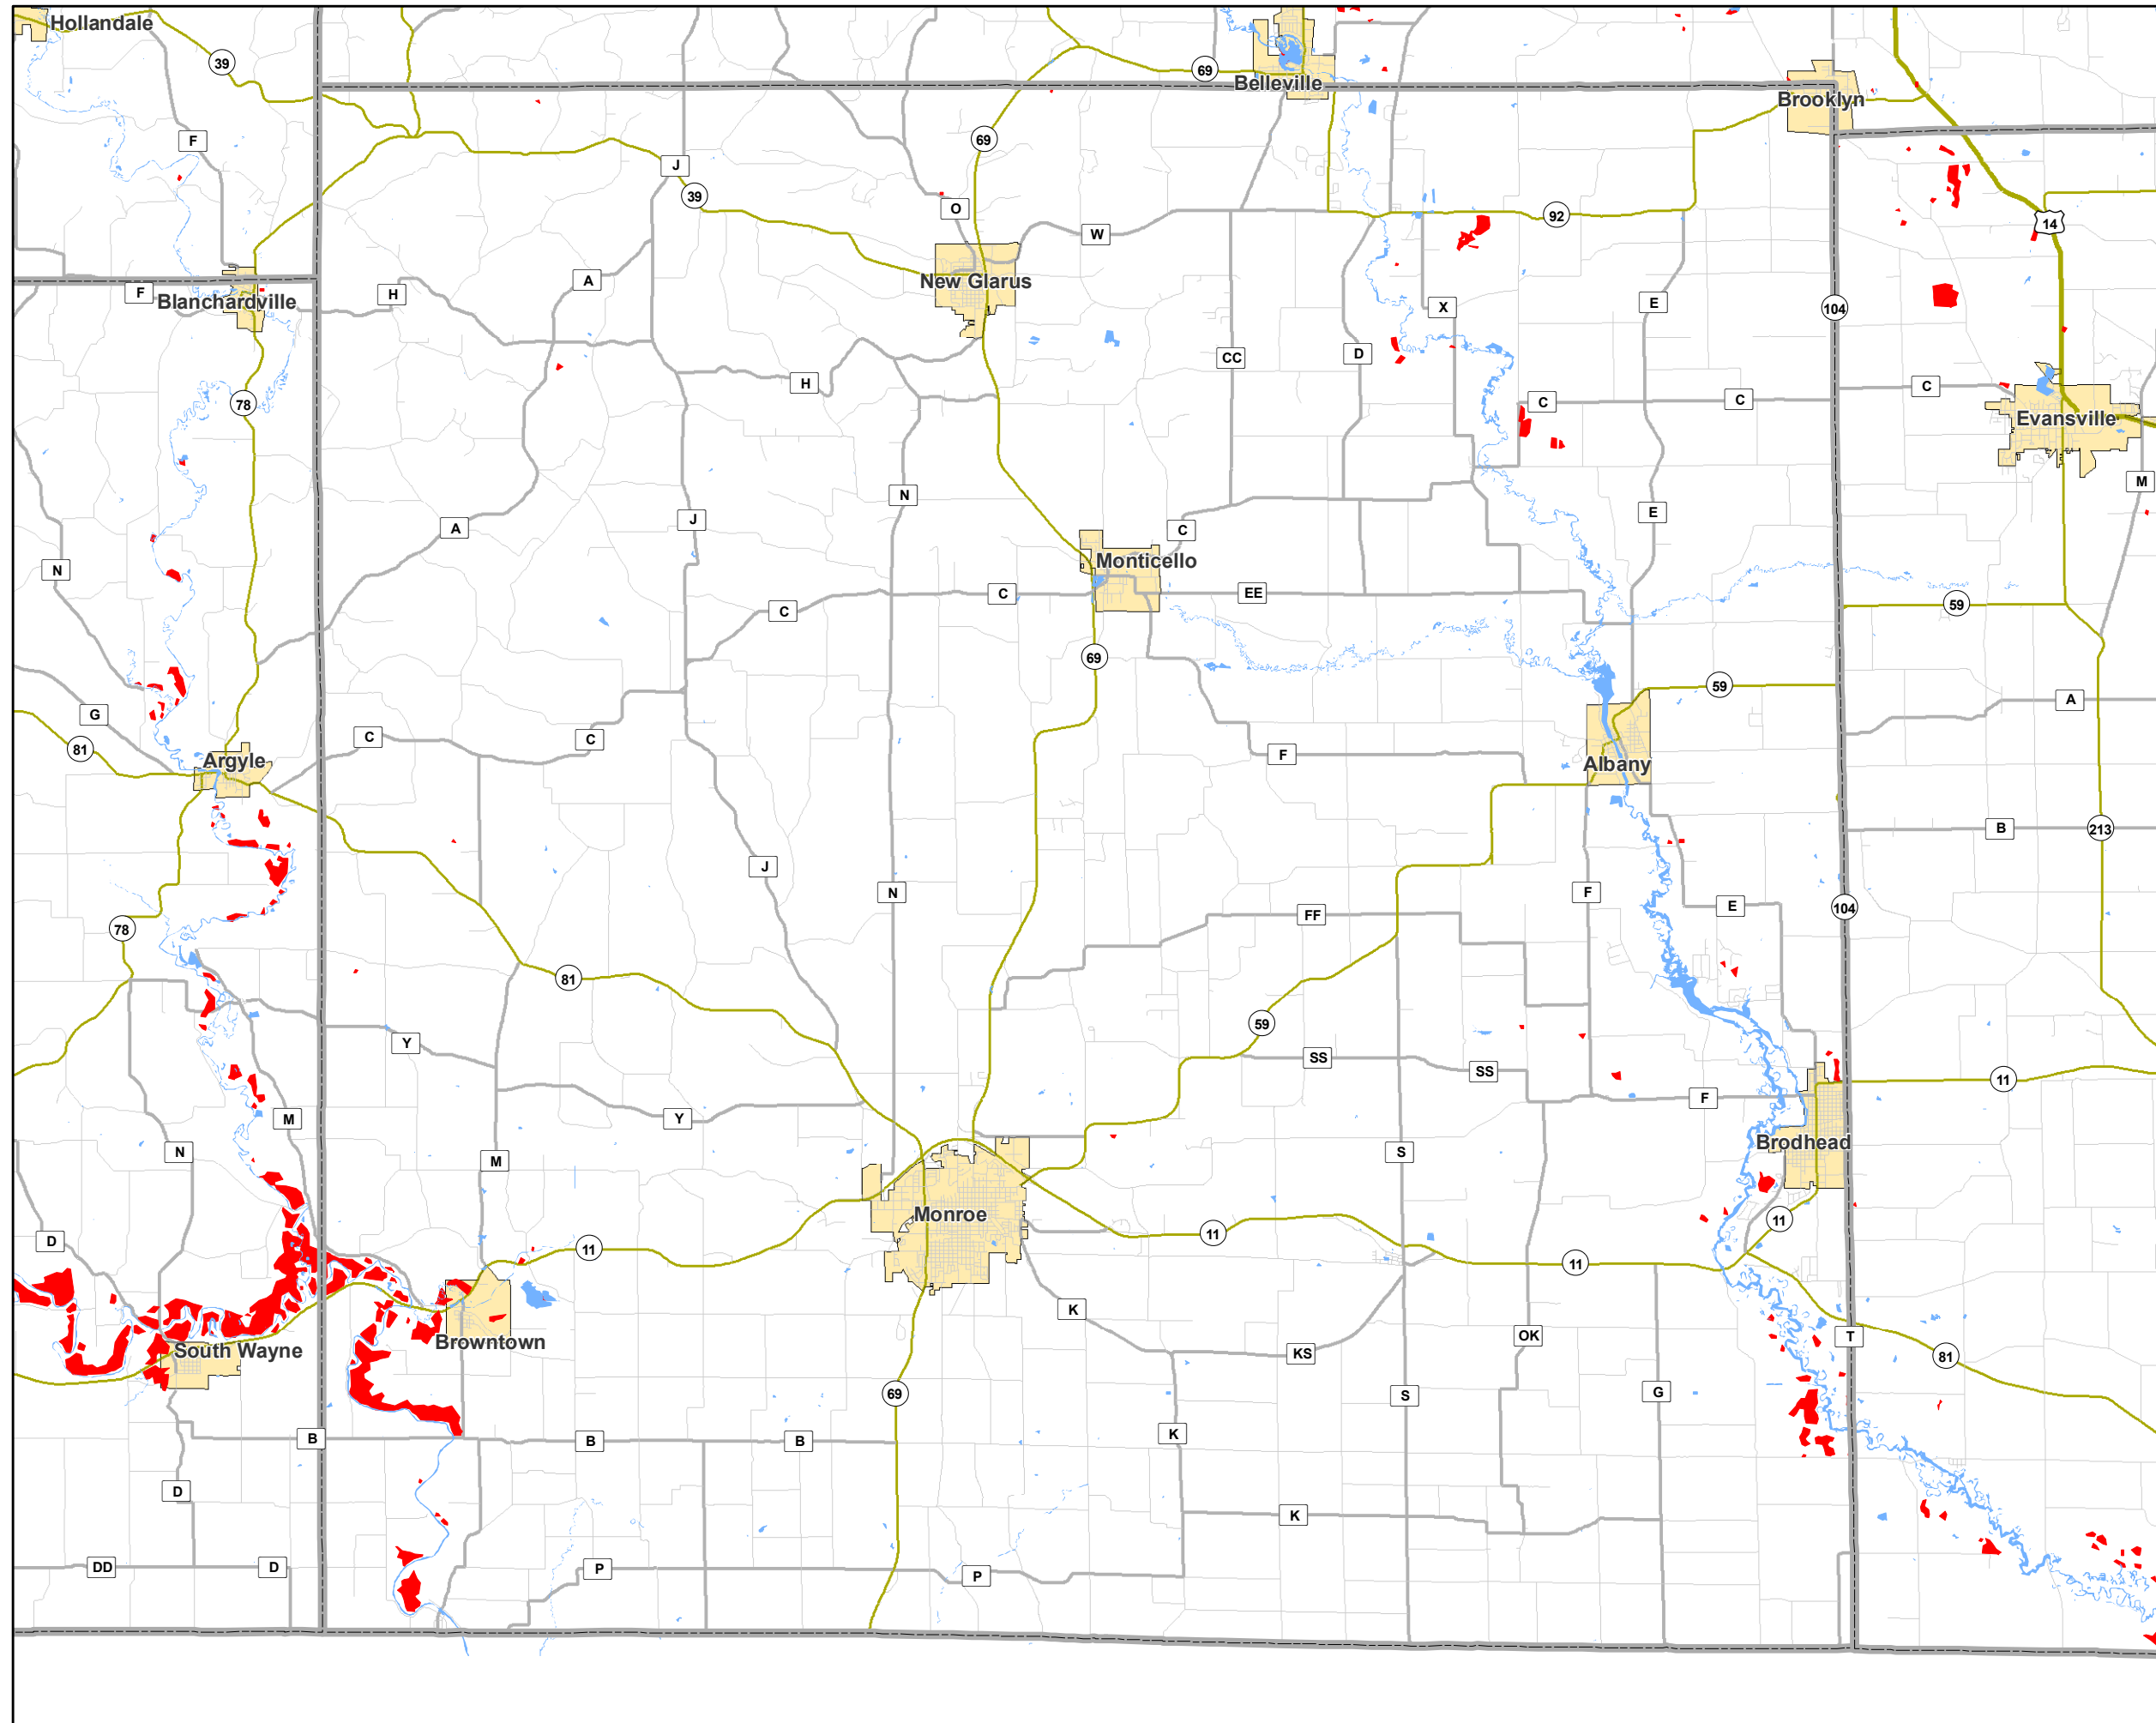 Hollandale
39
69
Belleville
Brooklyn
F
69
J
39
O
W
92
14
F
Blanchardville
H
A
New Glarus
X
E
104
CC
D
H
78
C
C
C
Evansville
N
M
A
J
C
E
N
Monticello
C
C
EE
59
69
G
59
A
81
C
C
F
Argyle
Albany
B
213
J
N
F
E
104
FF
78
81
59
Y
SS
SS
11
F
M
Y
N
M
S
Brodhead
Monroe
11
D
11
11
11
K
OK
T
South Wayne
Browntown
KS
81
69
S
G
B
B
B
K
D
K
DD
D
P
P